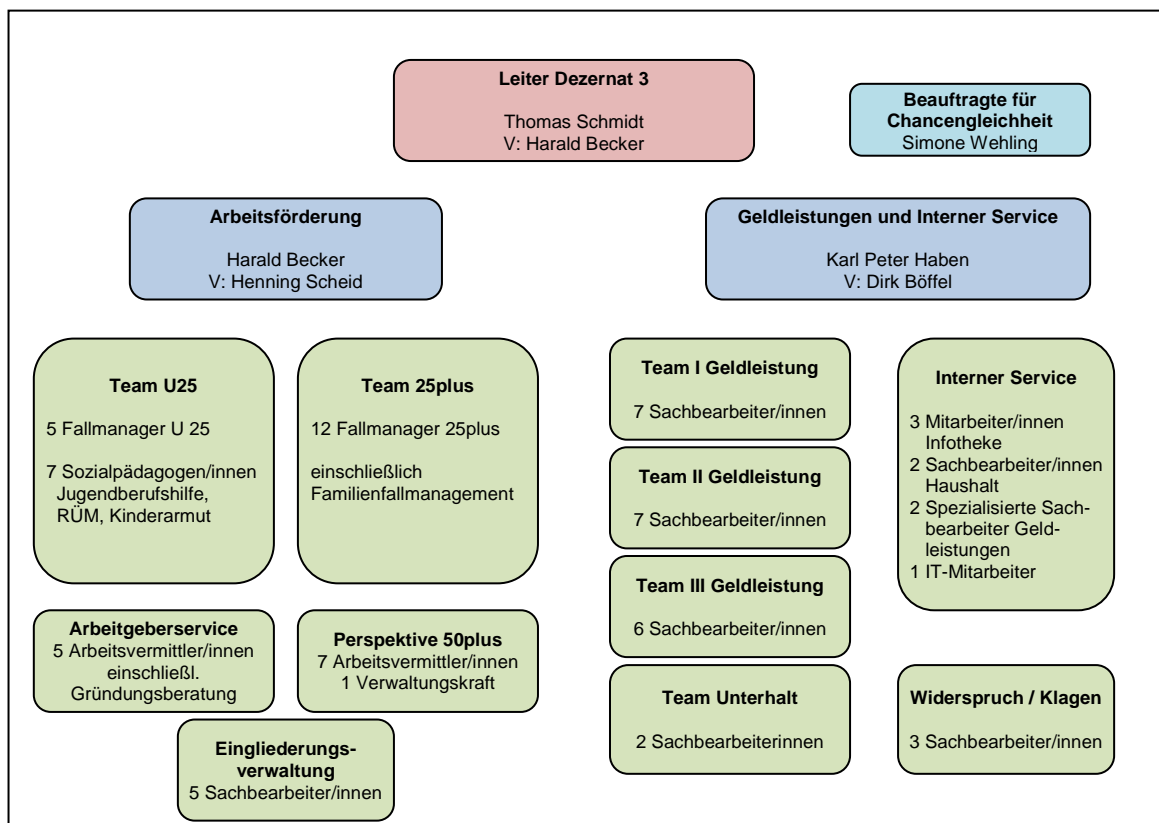 Leiter Dezernat 3
Thomas Schmidt
V: Harald Becker
Beauftragte für
Chancengleichheit
Simone Wehling
Arbeitsförderung
Harald Becker
V: Henning Scheid
Geldleistungen und Interner Service
Karl Peter Haben
V: Dirk Böffel
Team U25
5 Fallmanager U 25
7 Sozialpädagogen/innen
Jugendberufshilfe,
RÜM, Kinderarmut
Team 25plus
12 Fallmanager 25plus
einschließlich
Familienfallmanagement
Arbeitgeberservice
5 Arbeitsvermittler/innen
einschließl.
Gründungsberatung
Perspektive 50plus
7 Arbeitsvermittler/innen
1 Verwaltungskraft
Eingliederungs-
verwaltung
5 Sachbearbeiter/innen
Team I Geldleistung
7 Sachbearbeiter/innen
Team II Geldleistung
7 Sachbearbeiter/innen
Team III Geldleistung
6 Sachbearbeiter/innen
Team Unterhalt
2 Sachbearbeiterinnen
Interner Service
3 Mitarbeiter/innen
Infotheke
2 Sachbearbeiter/innen
Haushalt
2 Spezialisierte Sach-
bearbeiter Geld-
leistungen
1 IT-Mitarbeiter
Widerspruch / Klagen
3 Sachbearbeiter/innen